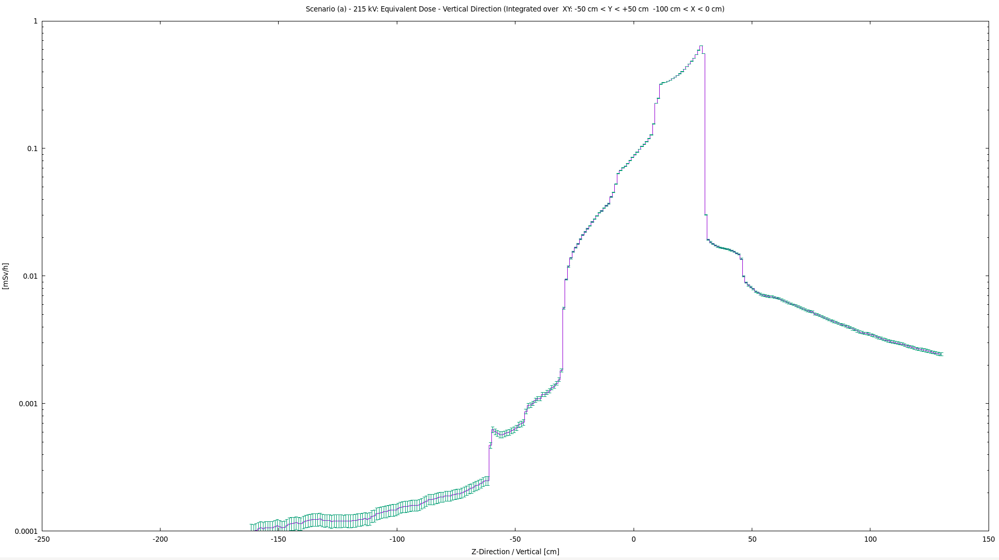 Scenario (a) - 215 kV: Equivalent Dose - Vertical Direction (Integrated over  XY: -50 cm < Y < +50 cm  -100 cm < X < 0 cm)
1
0.1
0.01
0.001
0.0001
[mSv/h]
-250 -200 -150 -100 -50 0 50 100 150
Z-Direction / Vertical [cm]